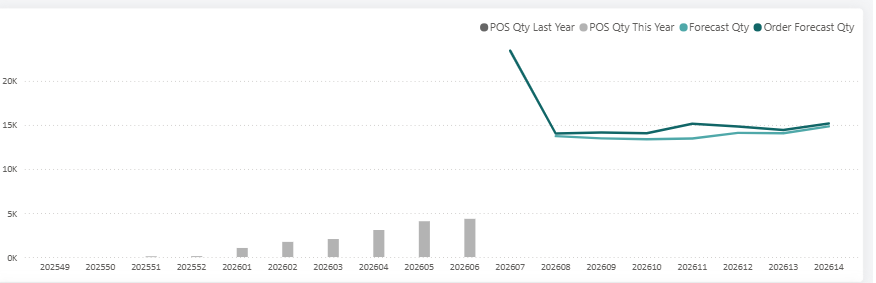 POS Qty Last Year POS Qty This Year Forecast Qty Order Forecast Qty
20K
15K
10K
5K
0K
202549 202550 202551 202552 202601 202602 202603 202604 202605 202606 202607 202608 202609 202610 202611 202612 202613 202614